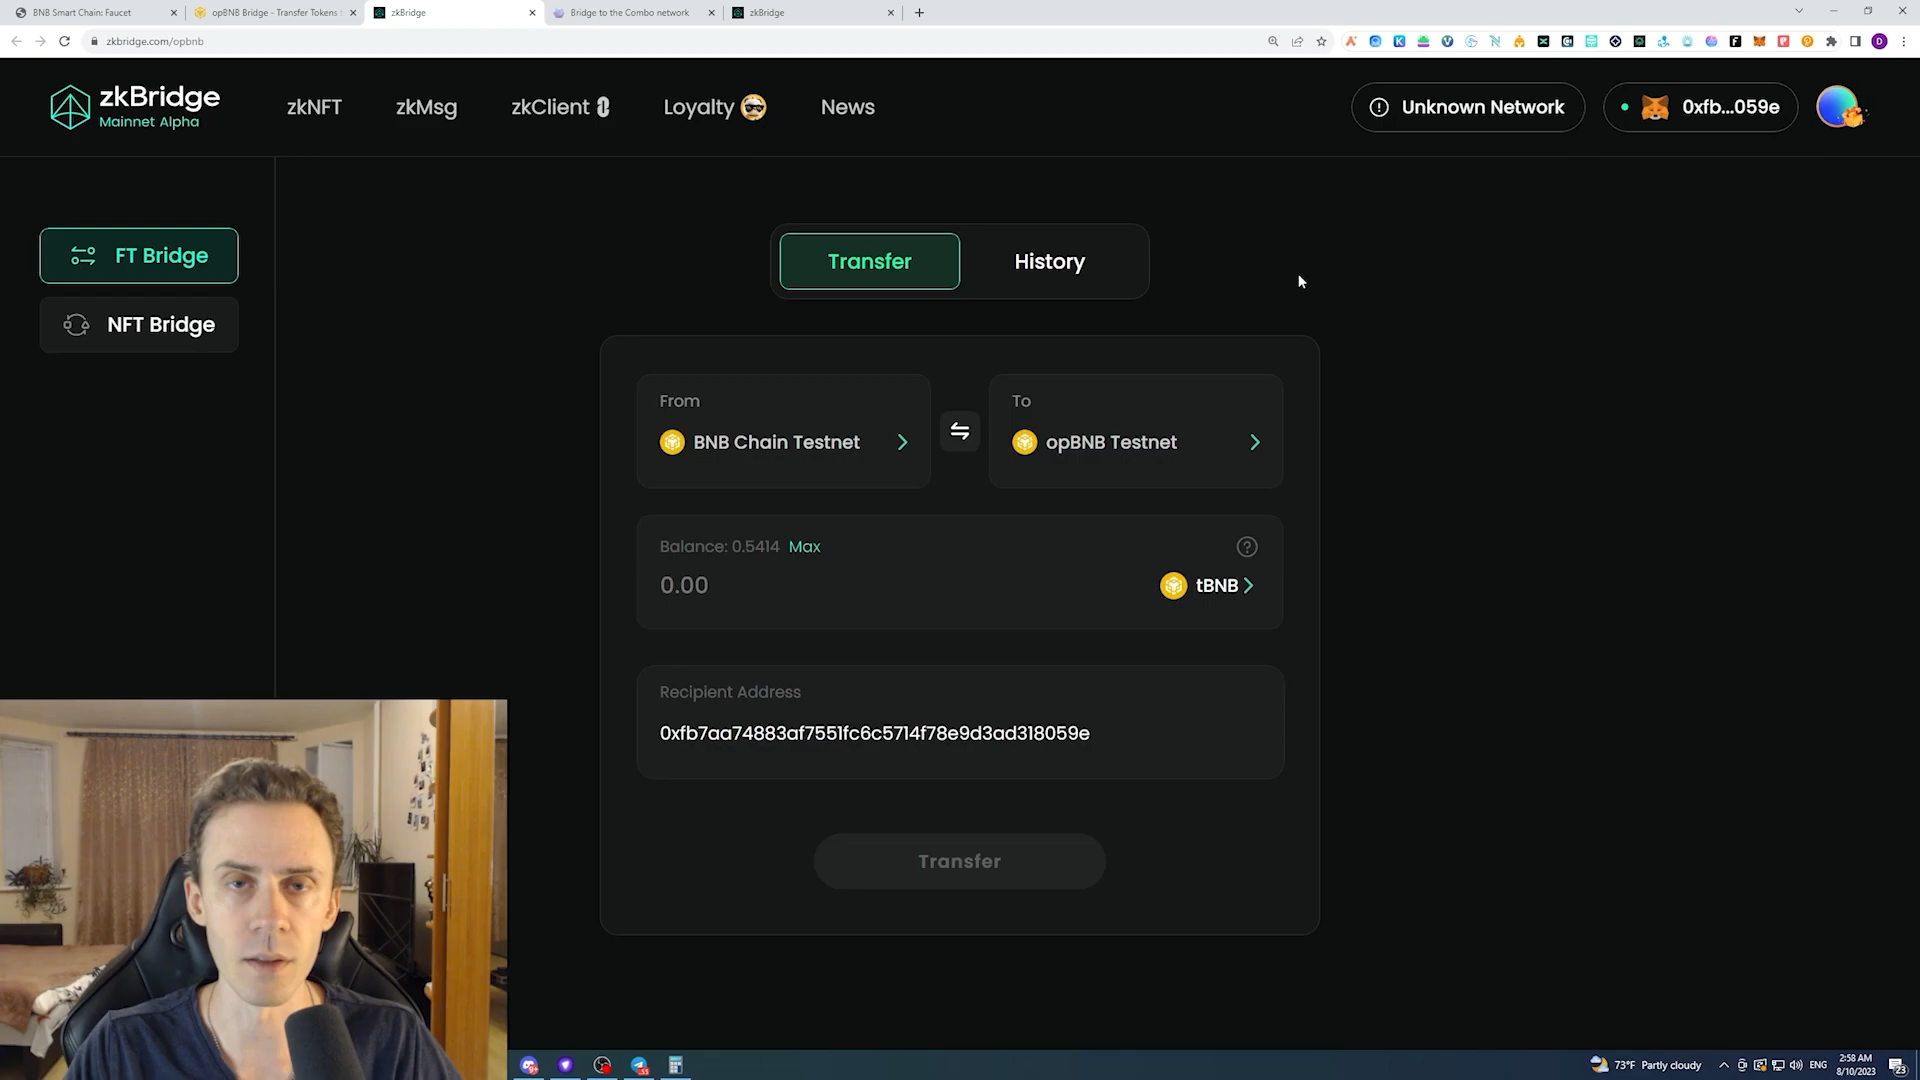 BNB Smart Chain: Faucet
opBNB Bridge - Transfer Tokens
zkBridge
Bridge to the Combo network
zkBridge
zkbridge.com/opbnb
zkBridge
Mainnet Alpha
zkNFT
zkMsg
zkClient
Loyalty
News
Unknown Network
0xfb...059e
FT Bridge
NFT Bridge
Transfer
History
From
BNB Chain Testnet
To
opBNB Testnet
Balance: 0.5414 Max
0.00
tBNB
Recipient Address
0xfb7aa74883af7551fc6c5714f78e9d3ad318059e
Transfer
73°F Partly cloudy
ENG
2:58 AM
8/10/2023
23